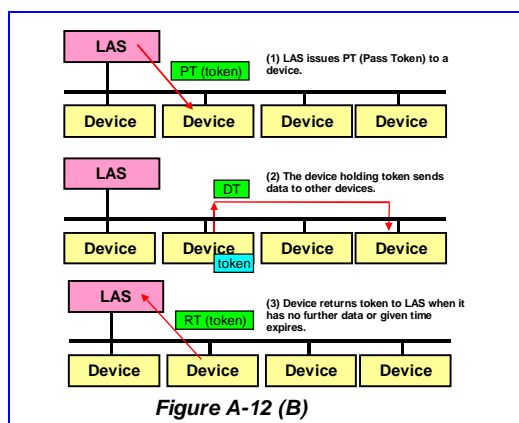 LAS
PT (token)
(1) LAS issues PT (Pass Token) to a
device.
Device Device Device Device
LAS
(2) The device holding token sends
data to other devices.
DT
Device Device Device Device
token
LAS
(3) Device returns token to LAS when it
has no further data or given time
expires.
RT (token)
Device Device Device Device
Figure A-12 (B)